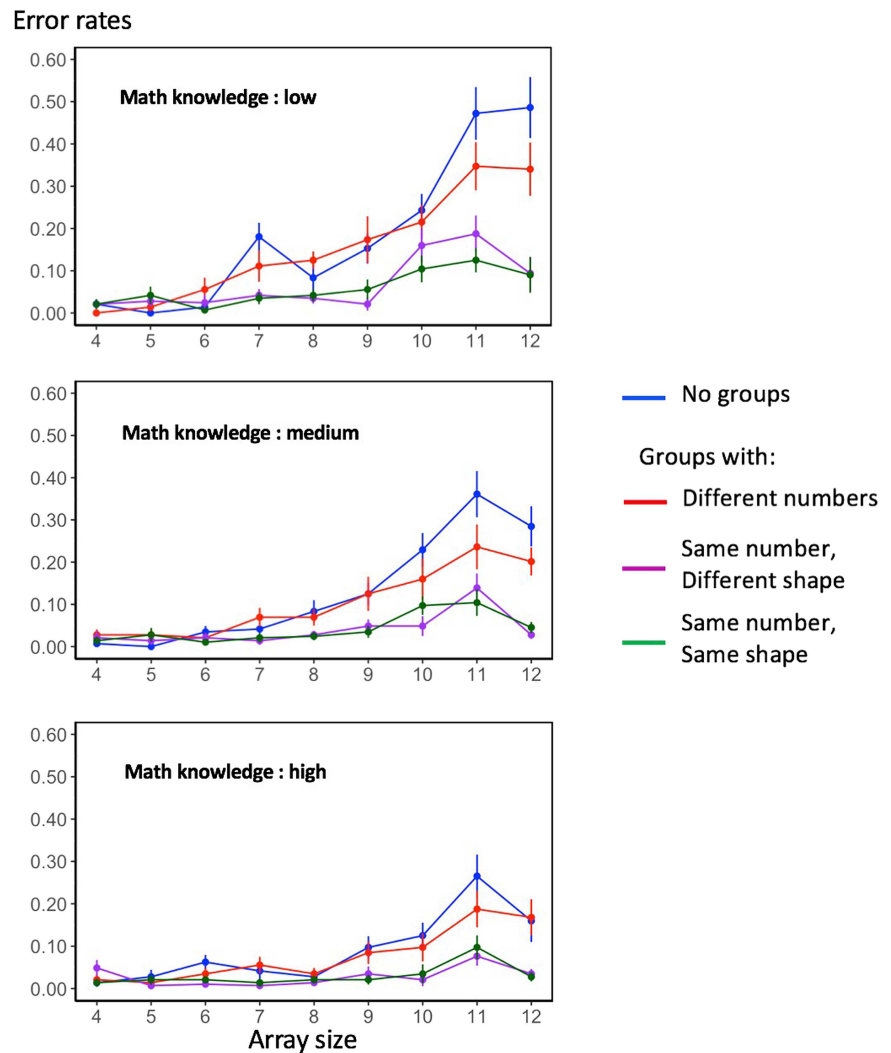 Error rates
0.60
0.50
0.40
0.30
0.20
0.10
0.00
Math knowledge : low
4 5 6 7 8 9 10 11 12
0.60
0.50
0.40
0.30
0.20
0.10
0.00
Math knowledge : medium
4 5 6 7 8 9 10 11 12
No groups
Groups with:
Different numbers
Same number,
Different shape
Same number,
Same shape
0.60
0.50
0.40
0.30
0.20
0.10
0.00
Math knowledge : high
4 5 6 7 8 9 10 11 12
Array size